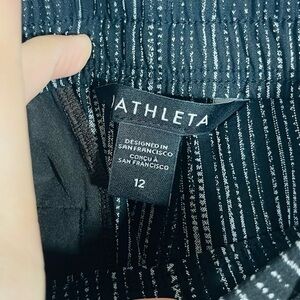 ATHLETA
DESIGNED IN
SAN FRANCISCO
CONÇU À
SAN FRANCISCO
12